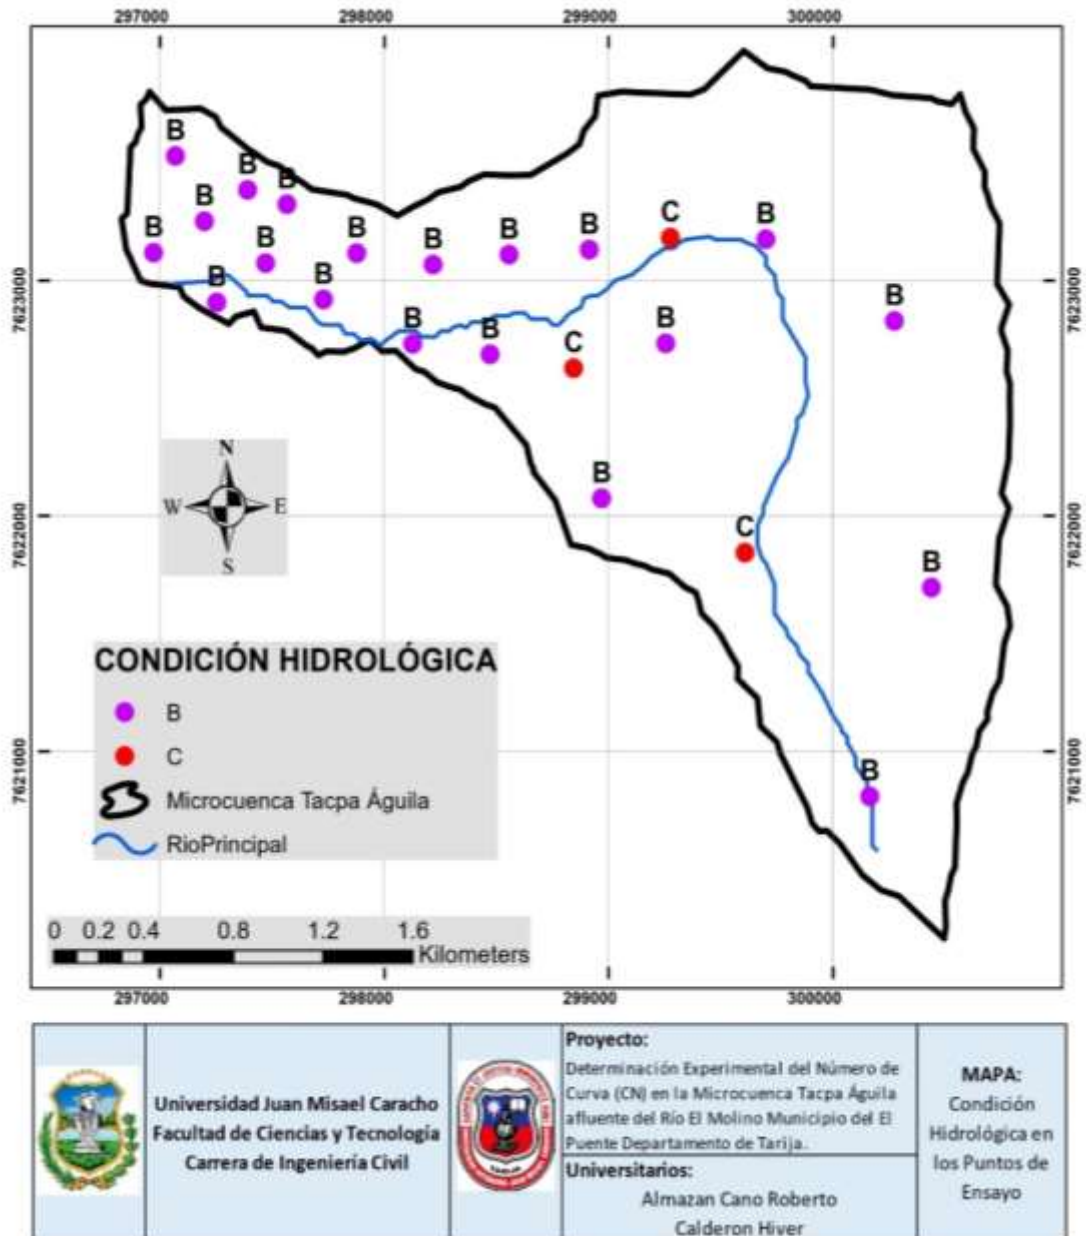 297000 298000 299000 300000
B
B
B
B
B
B
B
B
B
B
B
C
B
B
B
B
B
C
B
B
B
C
B
B
7623000 7623000
7622000 7622000
7621000 7621000
N
W E
S
CONDICIÓN HIDROLÓGICA
B
C
Microcuenca Tacpa Águila
RioPrincipal
0 0.2 0.4 0.8 1.2 1.6
Kilometers
297000 298000 299000 300000
Universidad Juan Misael Caracho
Facultad de Ciencias y Tecnología
Carrera de Ingeniería Civil
TARIJA
Proyecto:
Determinación Experimental del Número de
Curva (CN) en la Microcuenca Tacpa Águila
afluente del Río El Molino Municipio del El
Puente Departamento de Tarija.
Universitarios:
Almazan Cano Roberto
Calderon Hiver
MAPA:
Condición
Hidrológica en
los Puntos de
Ensayo